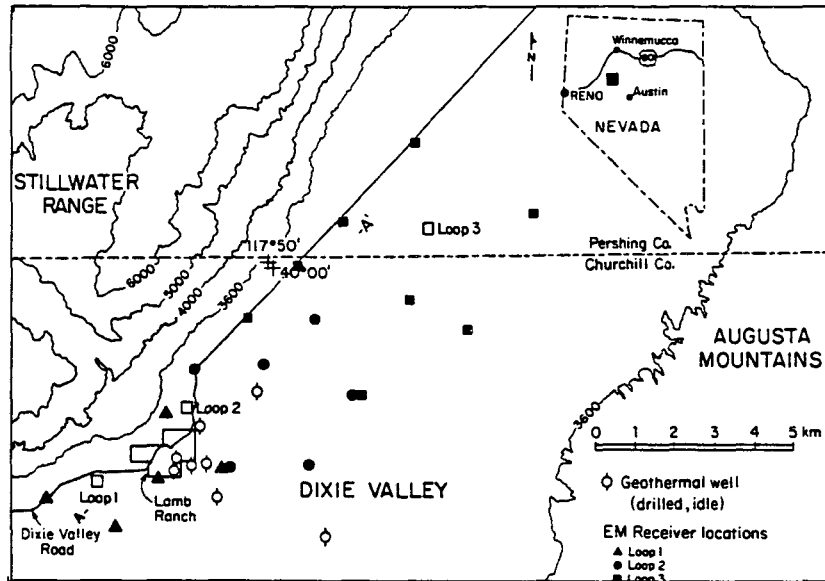 6000
Winnemucca
80
N
RENO
Austin
NEVADA
STILLWATER
RANGE
-A'-
Loop 3
117°50'
Pershing Co.
40°00'
Churchill Co.
6000
5000
4000
3600
AUGUSTA
MOUNTAINS
Loop 2
3600
0 1 2 3 4 5 km
Loop 1
Lamb
Ranch
DIXIE VALLEY
Geothermal well
(drilled, idle)
A-
Dixie Valley
Road
EM Receiver locations
Loop 1
Loop 2
Loop 3